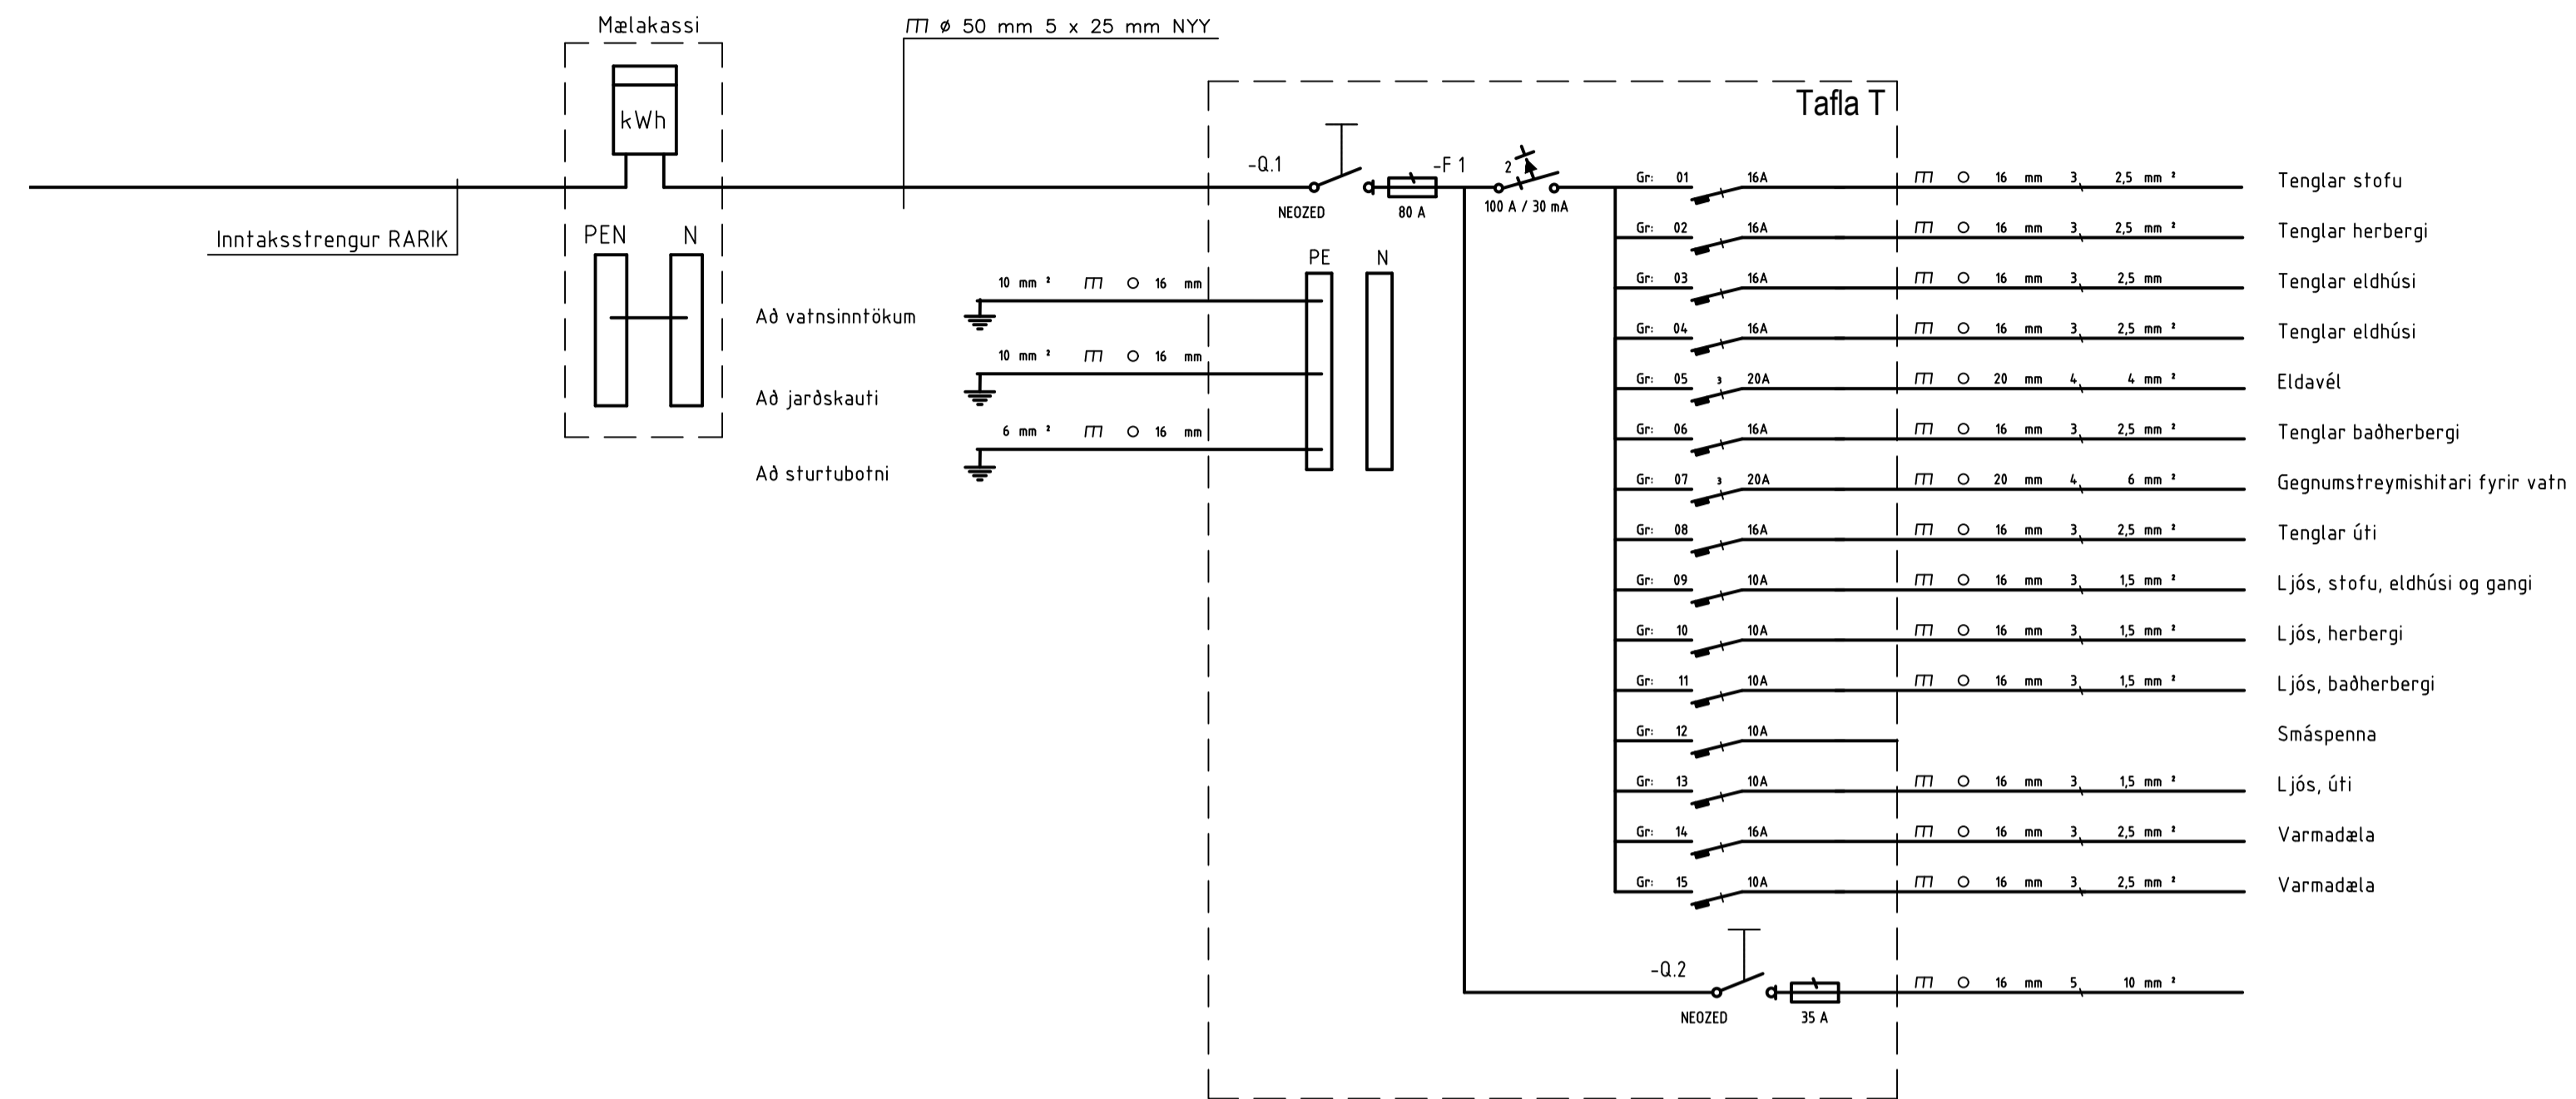 Mælakassi
ø 50 mm 5 x 25 mm NYY
kWh
Inntaksstrengur RARIK
PEN N
Tafla T
-Q.1
NEOZED
80 A
-F 1
2
100 A / 30 mA
PE N
10 mm ² 16 mm
Að vatnsinntökum
10 mm ² 16 mm
Að jarðskauti
6 mm ² 16 mm
Að sturtubotni
Gr: 01 16A 16 mm 3 2,5 mm ² Tenglar stofu
Gr: 02 16A 16 mm 3 2,5 mm ² Tenglar herbergi
Gr: 03 16A 16 mm 3 2,5 mm Tenglar eldhúsi
Gr: 04 16A 16 mm 3 2,5 mm ² Tenglar eldhúsi
Gr: 05 3 20A 20 mm 4 4 mm ² Eldavél
Gr: 06 16A 16 mm 3 2,5 mm ² Tenglar baðherbergi
Gr: 07 3 20A 20 mm 4 6 mm ² Gegnumstreymishitari fyrir vatn
Gr: 08 16A 16 mm 3 2,5 mm ² Tenglar úti
Gr: 09 10A 16 mm 3 1,5 mm ² Ljós, stofu, eldhúsi og gangi
Gr: 10 10A 16 mm 3 1,5 mm ² Ljós, herbergi
Gr: 11 10A 16 mm 3 1,5 mm ² Ljós, baðherbergi
Gr: 12 10A Smáspenna
Gr: 13 10A 16 mm 3 1,5 mm ² Ljós, úti
Gr: 14 16A 16 mm 3 2,5 mm ² Varmadæla
Gr: 15 10A 16 mm 3 2,5 mm ² Varmadæla
-Q.2
NEOZED
35 A
16 mm 5 10 mm ²